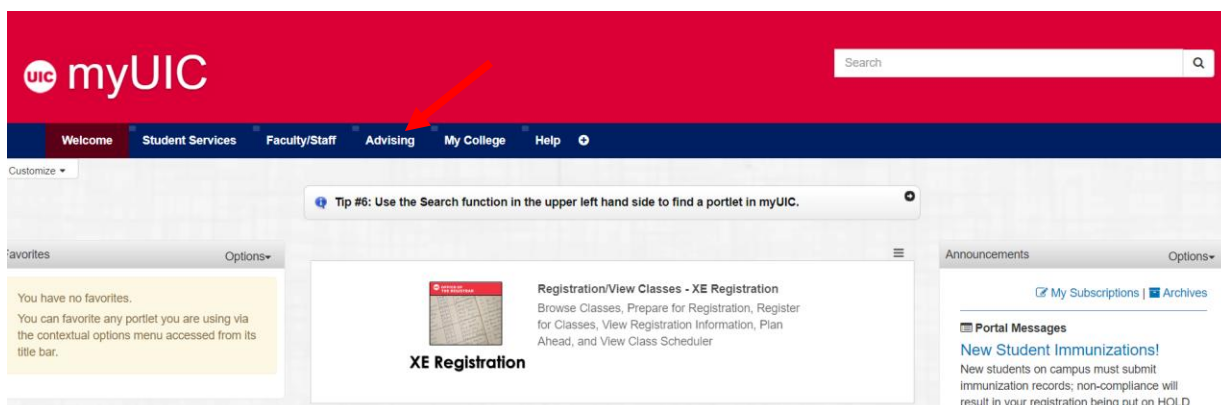 UIC myUIC
Search
Welcome Student Services Faculty/Staff Advising My College Help
Customize
Tip #6: Use the Search function in the upper left hand side to find a portlet in myUIC.
avorites Options
You have no favorites.
You can favorite any portlet you are using via
the contextual options menu accessed from its
title bar.
OFFICE OF
THE REGISTRAR
XE Registration
Registration/View Classes - XE Registration
Browse Classes, Prepare for Registration, Register
for Classes, View Registration Information, Plan
Ahead, and View Class Scheduler
Announcements Options
My Subscriptions | Archives
Portal Messages
New Student Immunizations!
New students on campus must submit
immunization records; non-compliance will
result in your registration being put on HOLD